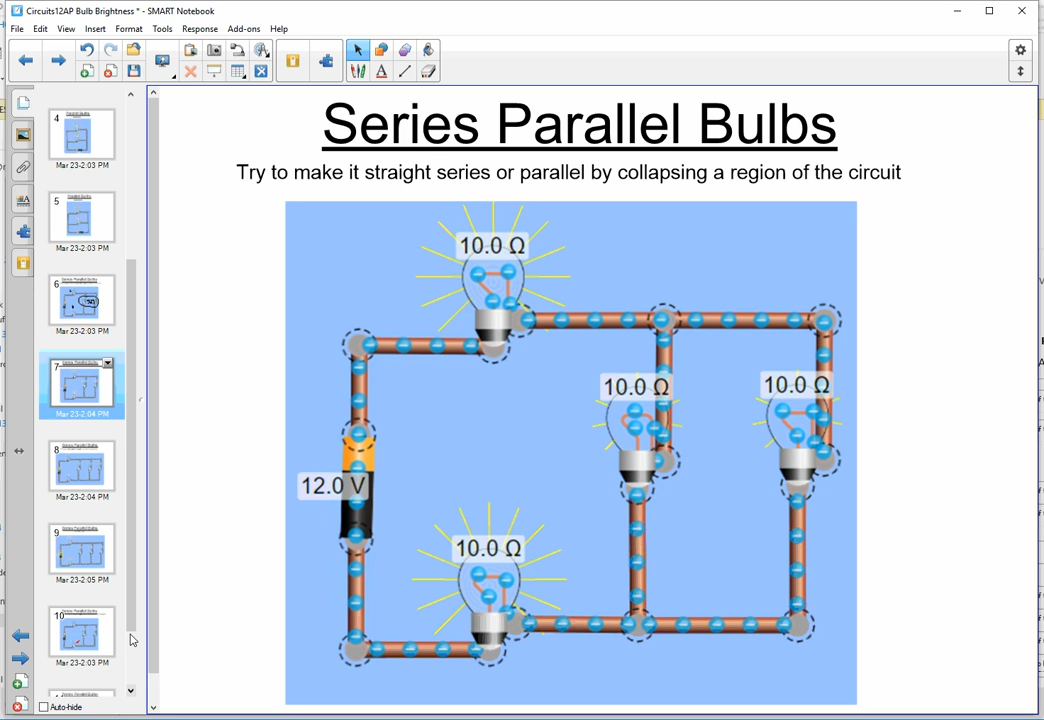 Circuits12AP Bulb Brightness * - SMART Notebook
File Edit View Insert Format Tools Response Add-ons Help
4
Mar 23-2:03 PM
5
Mar 23-2:03 PM
6
Mar 23-2:03 PM
7
Mar 23-2:04 PM
8
Mar 23-2:04 PM
9
Mar 23-2:05 PM
10
Mar 23-2:03 PM
Auto-hide
Series Parallel Bulbs
Try to make it straight series or parallel by collapsing a region of the circuit
10.0 Ω
10.0 Ω
10.0 Ω
12.0 V
10.0 Ω